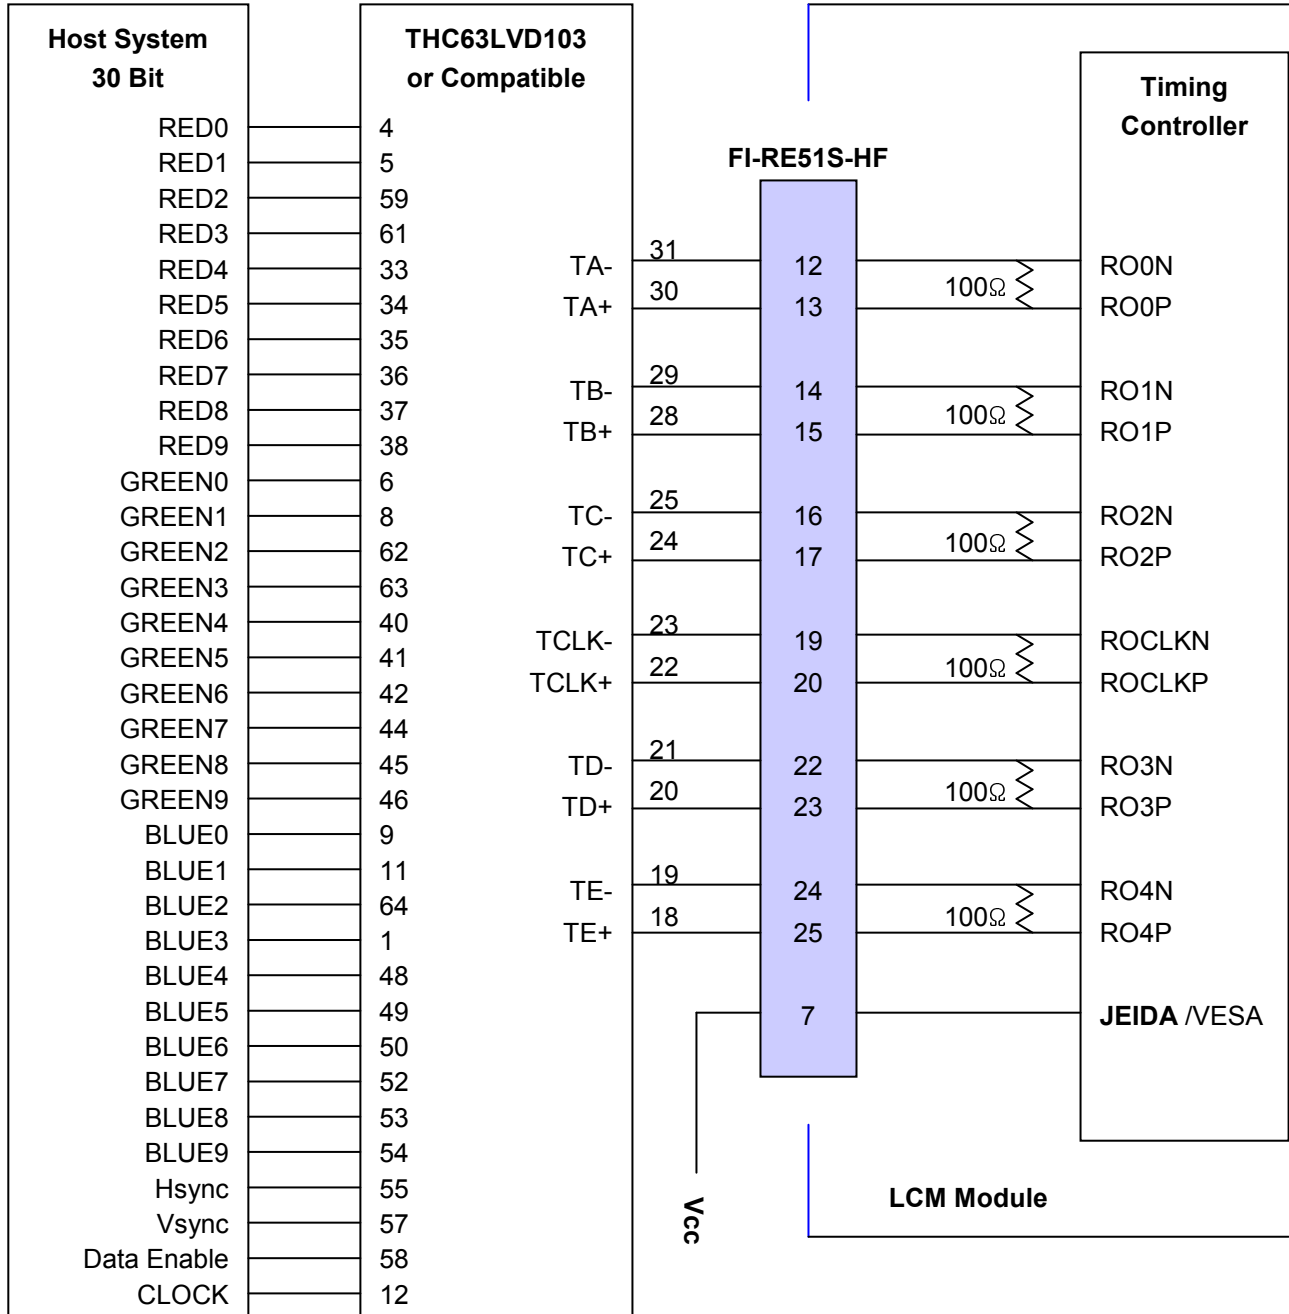 Host System
30 Bit
RED0
RED1
RED2
RED3
RED4
RED5
RED6
RED7
RED8
RED9
GREEN0
GREEN1
GREEN2
GREEN3
GREEN4
GREEN5
GREEN6
GREEN7
GREEN8
GREEN9
BLUE0
BLUE1
BLUE2
BLUE3
BLUE4
BLUE5
BLUE6
BLUE7
BLUE8
BLUE9
Hsync
Vsync
Data Enable
CLOCK
THC63LVD103
or Compatible
4
5
59
61
33
34
35
36
37
38
6
8
62
63
40
41
42
44
45
46
9
11
64
1
48
49
50
52
53
54
55
57
58
12
TA-
TA+
TB-
TB+
TC-
TC+
TCLK-
TCLK+
TD-
TD+
TE-
TE+
31
30
29
28
25
24
23
22
21
20
19
18
Vcc
FI-RE51S-HF
12
13
14
15
16
17
19
20
22
23
24
25
7
100Ω
100Ω
100Ω
100Ω
100Ω
100Ω
Timing
Controller
RO0N
RO0P
RO1N
RO1P
RO2N
RO2P
ROCLKN
ROCLKP
RO3N
RO3P
RO4N
RO4P
JEIDA /VESA
LCM Module